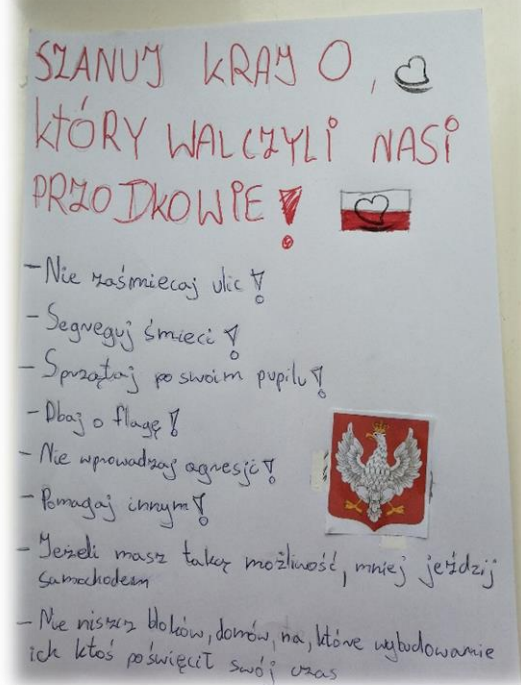 SZANUJ KRAJ O,
KTÓRY WALCZYLI NASI
PRZODKOWIE!
- Nie zaśmiecaj ulic!
- Segreguj śmieci!
- Sprzątaj po swoim pupilu!
- Dbaj o flagę!
- Nie wprowadzaj agresji!
- Pomagaj innym!
- Jeżeli masz taką możliwość, mniej jeździj
samochodem
- Nie niszcz bloków, domów, na, które wybudowanie
ich ktoś poświęcił swój czas